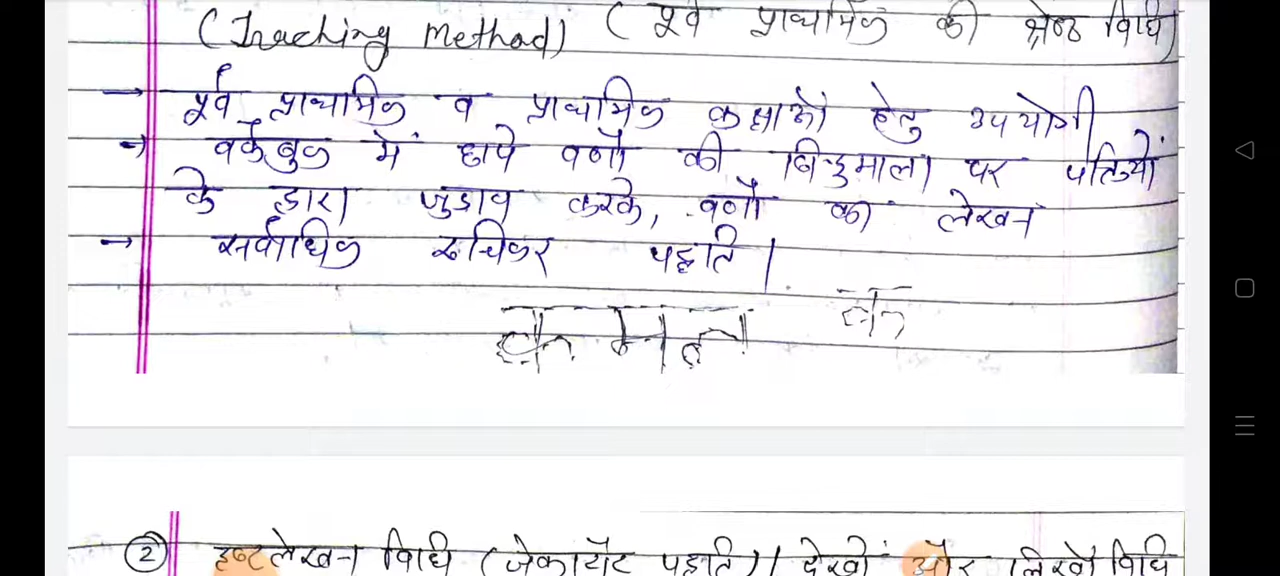 (Traching Method) (पूर्व प्राथमिक की श्रेष्ठ विधि)
→ पूर्व प्राथमिक व प्राथमिक कक्षाओं हेतु उपयोगी
→ वर्कबुक में छापे वर्णों की बिन्दुमाला पर पंक्तियों
के द्वारा जुडाव करके, वर्णों का लेखन
→ सर्वाधिक रूचिकर पद्धति।
② दृष्टलेखन विधि (जेकाटॉट पद्धति) / देखों और लिखों विधि